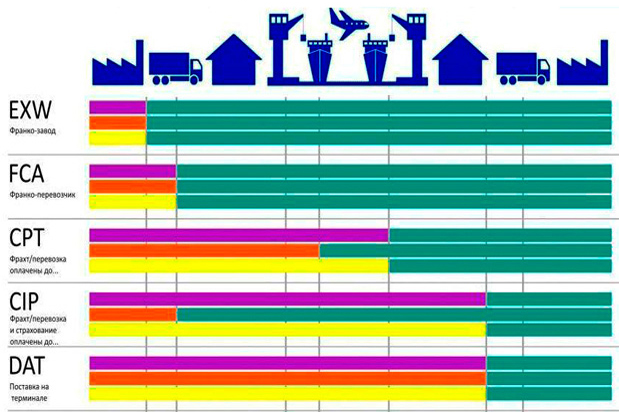 EXW
Франко-завод
FCA
Франко-перевозчик
CPT
Фрахт/перевозка
оплачены до...
CIP
Фрахт/перевозка
и страхование
оплачены до...
DAT
Поставка на
терминале